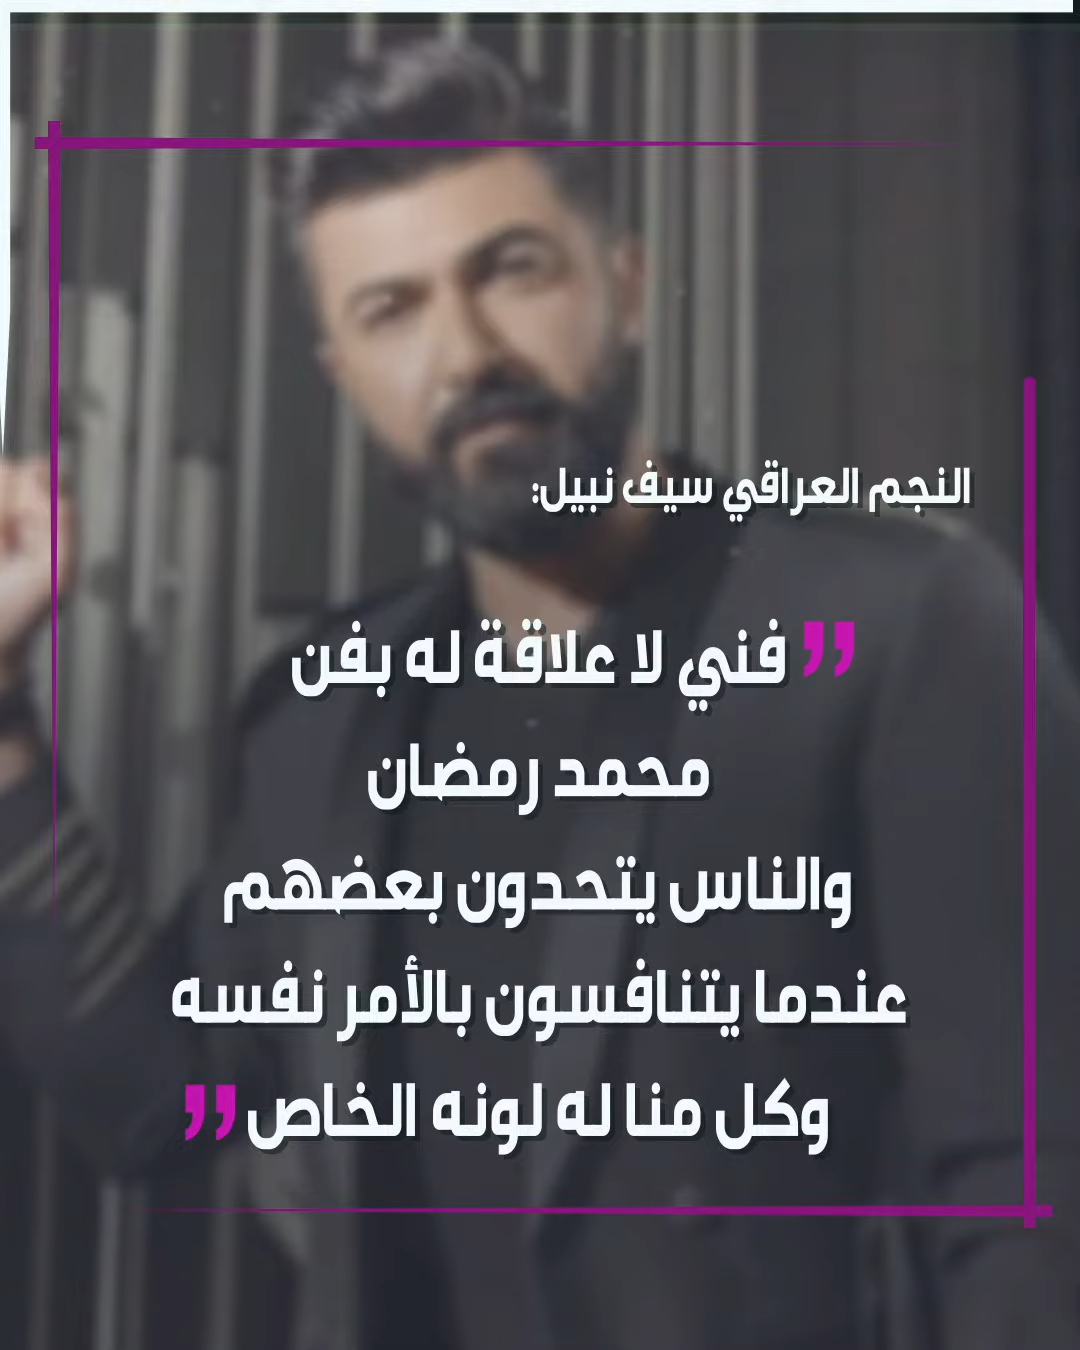 النجم العراقي سيف نبيل:
" فني لا علاقة له بفن
محمد رمضان
والناس يتحدون بعضهم
عندما يتنافسون بالأمر نفسه
وكل منا له لونه الخاص "